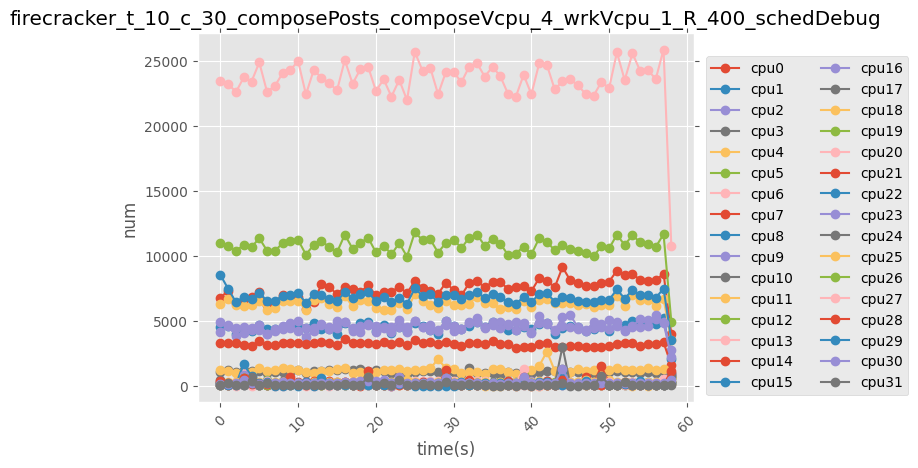 firecracker_t_10_c_30_composePosts_composeVcpu_4_wrkVcpu_1_R_400_schedDebug
25000
20000
15000
10000
5000
0
num
0 10 20 30 40 50 60
time(s)
cpu0 cpu16
cpu1 cpu17
cpu2 cpu18
cpu3 cpu19
cpu4 cpu20
cpu5 cpu21
cpu6 cpu22
cpu7 cpu23
cpu8 cpu24
cpu9 cpu25
cpu10 cpu26
cpu11 cpu27
cpu12 cpu28
cpu13 cpu29
cpu14 cpu30
cpu15 cpu31